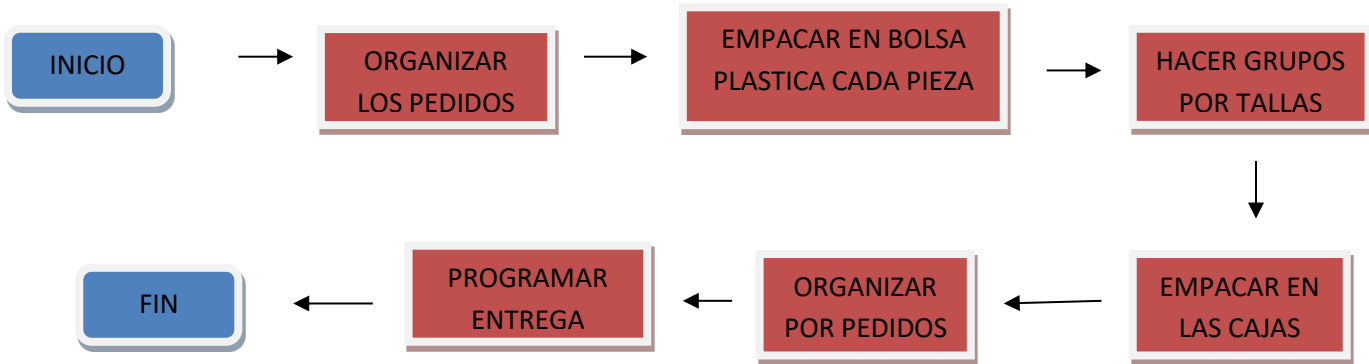 INICIO
ORGANIZAR
LOS PEDIDOS
EMPACAR EN BOLSA
PLASTICA CADA PIEZA
HACER GRUPOS
POR TALLAS
EMPACAR EN
LAS CAJAS
ORGANIZAR
POR PEDIDOS
PROGRAMAR
ENTREGA
FIN